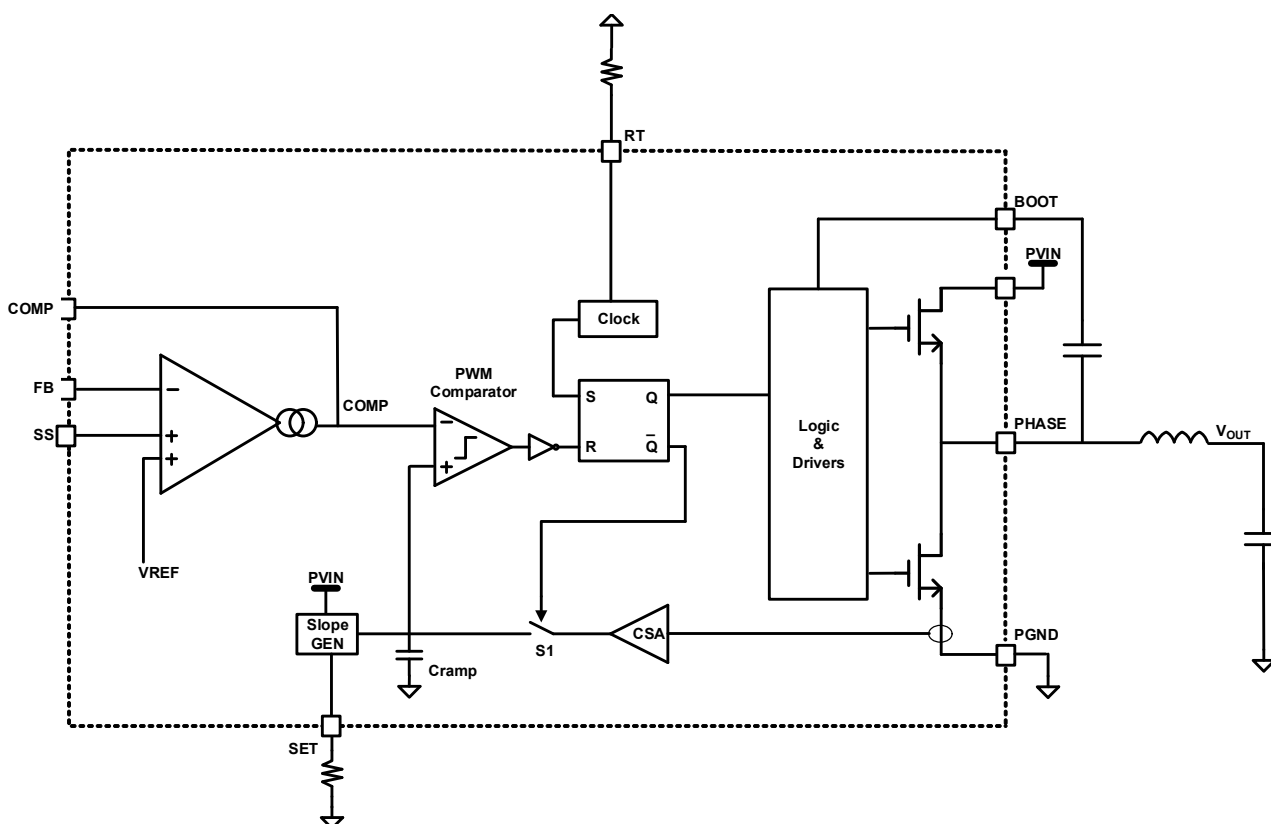 RT
BOOT
PVIN
COMP
Clock
FB
PWM
Comparator
COMP
S
Q
SS
−
+
+
−
+
R
Q̅
Logic
&
Drivers
PHASE
VOUT
VREF
PVIN
Slope
GEN
S1
CSA
Cramp
PGND
SET